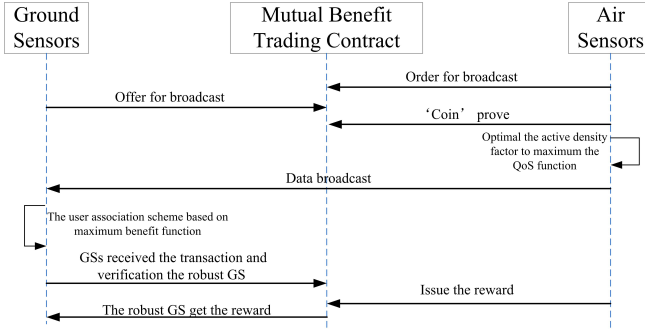 Ground
Sensors
Mutual Benefit
Trading Contract
Air
Sensors
Order for broadcast
Offer for broadcast
‘Coin’ prove
Optimal the active density
factor to maximum the
QoS function
Data broadcast
The user association scheme based on
maximum benefit function
GSs received the transaction and
verification the robust GS
Issue the reward
The robust GS get the reward